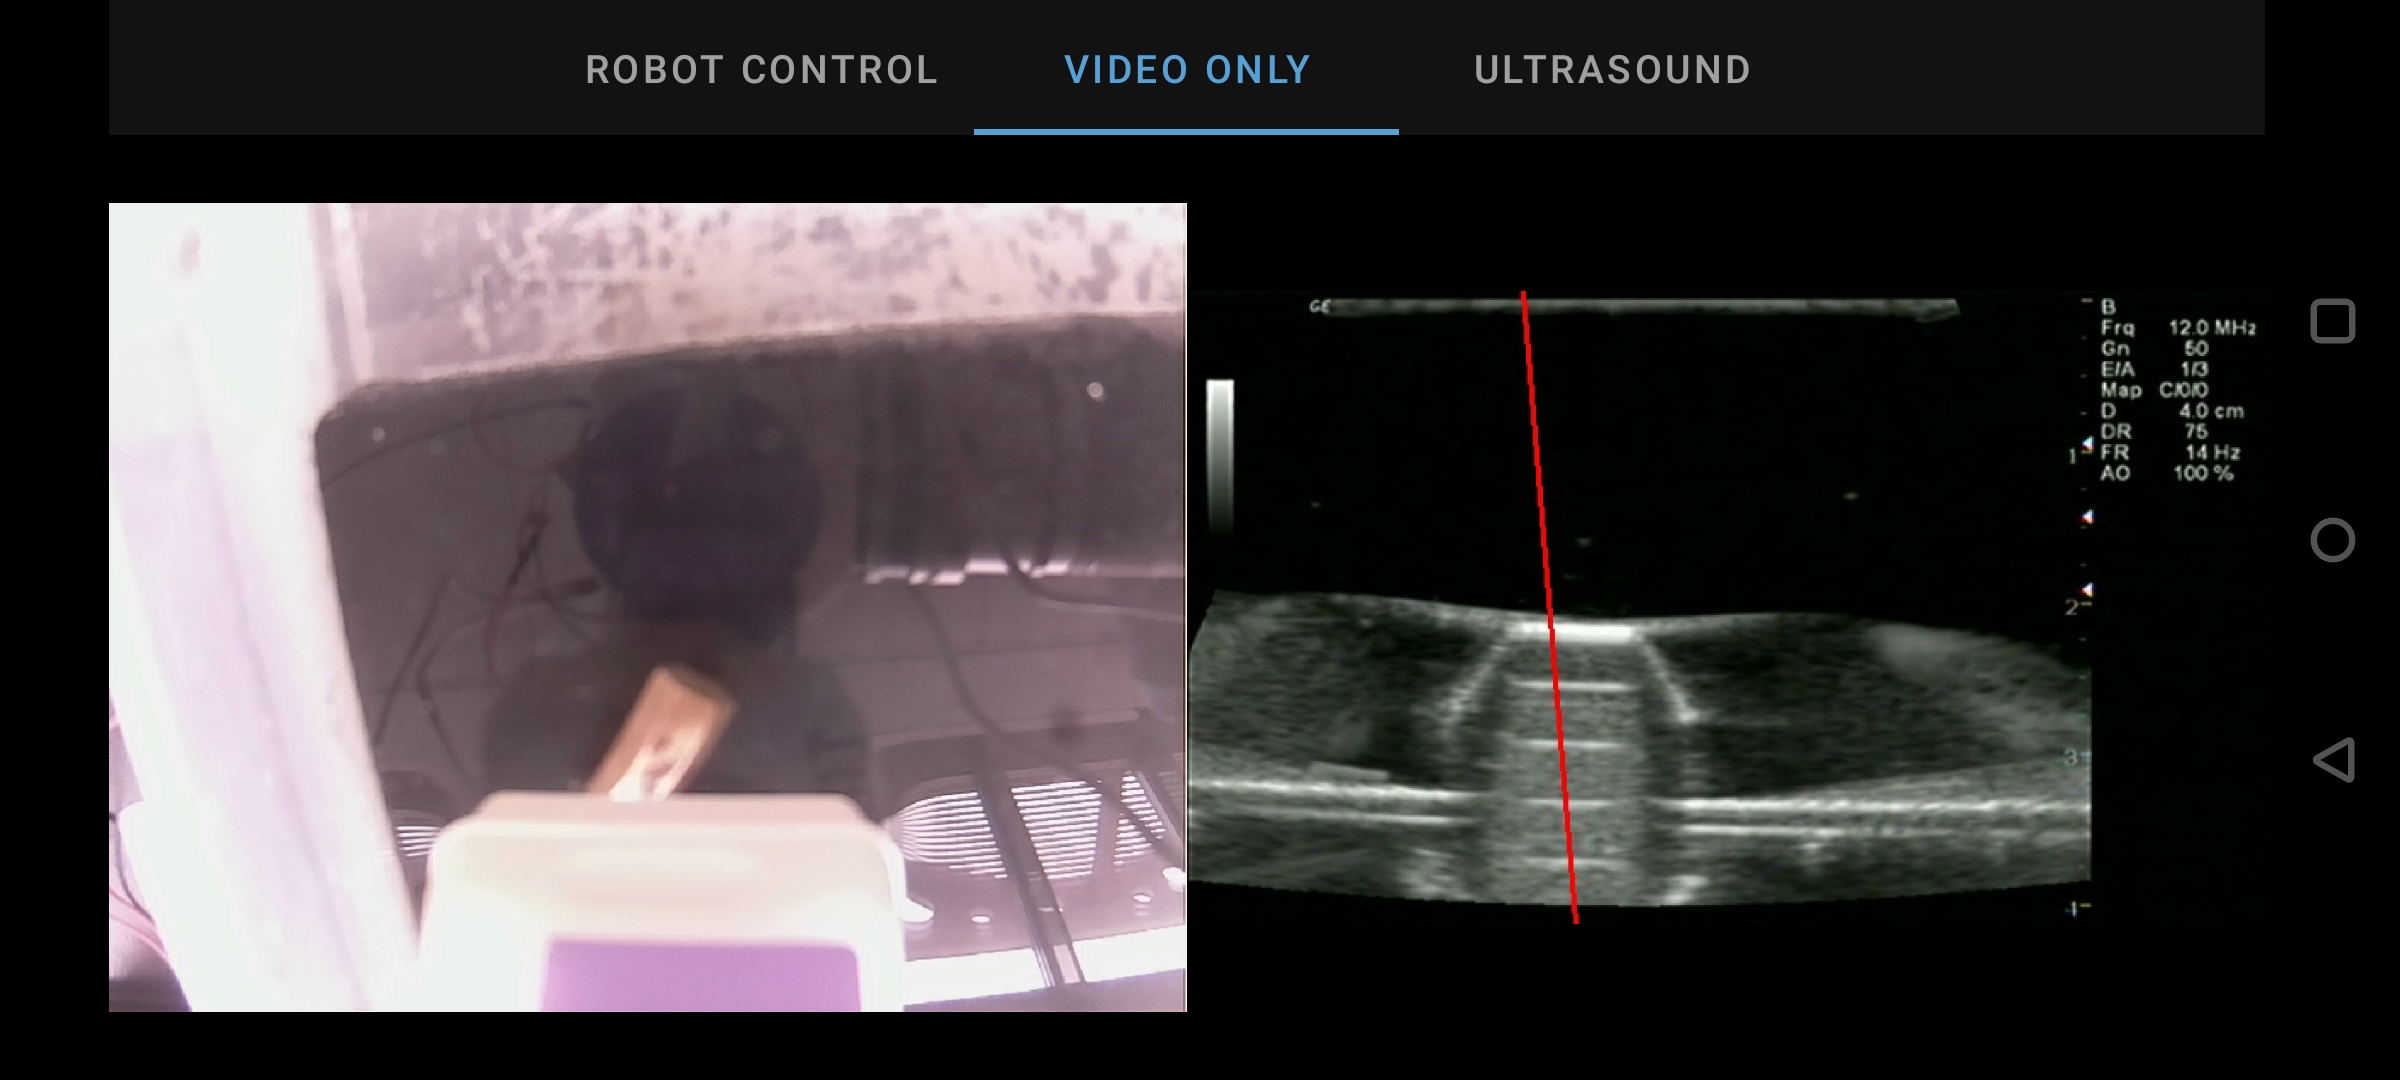 ROBOT CONTROL VIDEO ONLY ULTRASOUND
GE
B
Frq 12.0 MHz
Gn 50
E/A 1/3
Map C/0/0
D 4.0 cm
DR 75
FR 14 Hz
AO 100 %
1
2
3
4